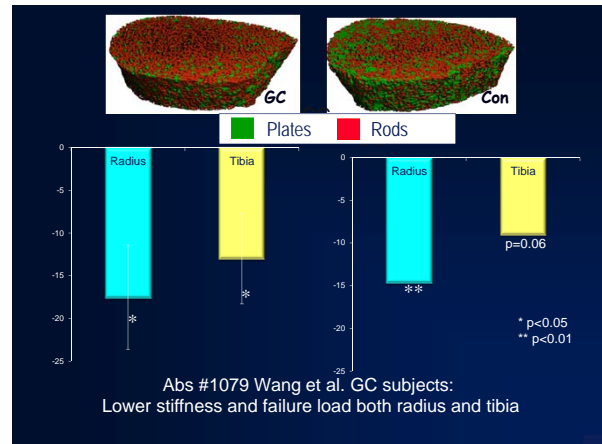 GC
Con
Plates Rods
0
-5
-10
-15
-20
-25
Radius
Tibia
*
*
0
-5
-10
-15
-20
-25
Radius
Tibia
p=0.06
**
* p<0.05
** p<0.01
Abs #1079 Wang et al. GC subjects:
Lower stiffness and failure load both radius and tibia